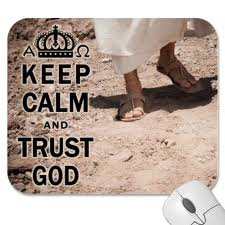 Α Ω
KEEP
CALM
AND
TRUST
GOD